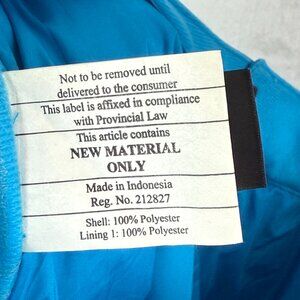 Not to be removed until
delivered to the consumer
This label is affixed in compliance
with Provincial Law
This article contains
NEW MATERIAL
ONLY
Made in Indonesia
Reg. No. 212827
Shell: 100% Polyester
Lining 1: 100% Polyester